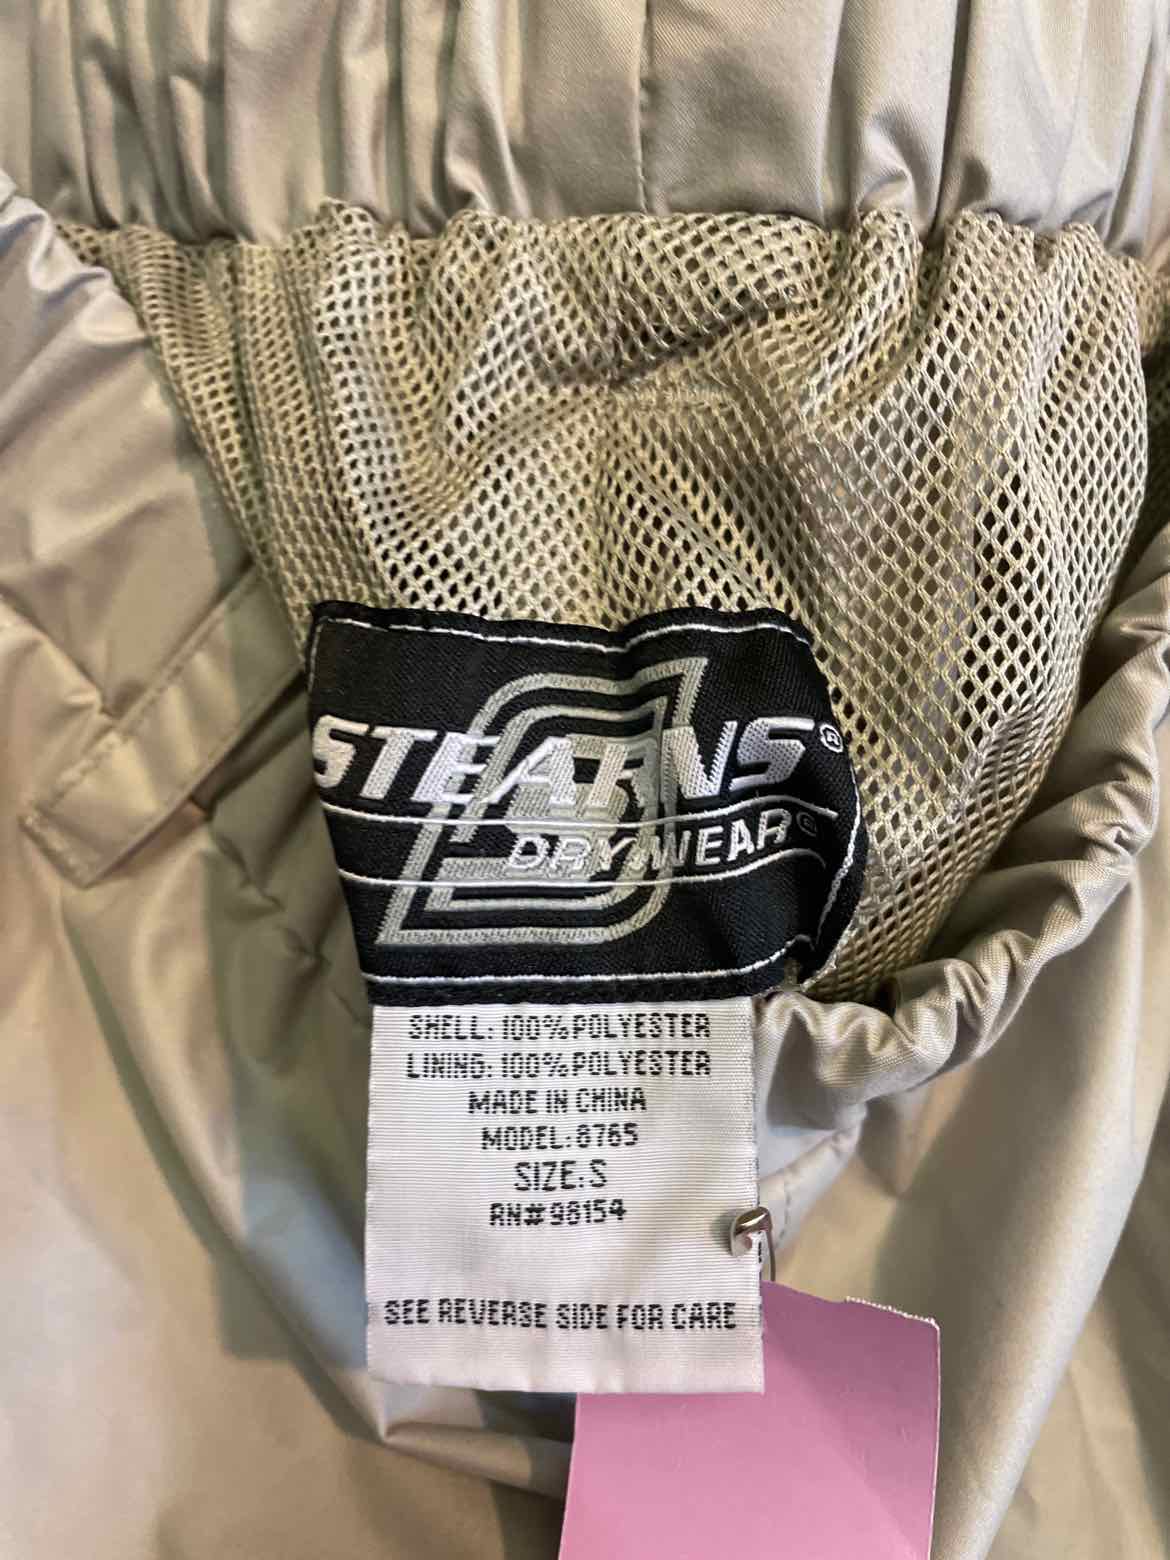 STEARNS®
DRYWEAR®
SHELL: 100% POLYESTER
LINING: 100% POLYESTER
MADE IN CHINA
MODEL: 8765
SIZE: S
RN# 98154
SEE REVERSE SIDE FOR CARE